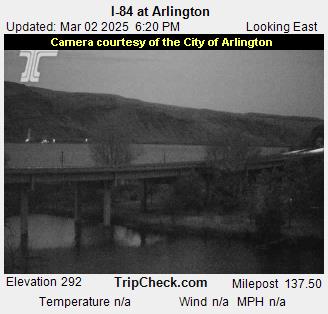 I-84 at Arlington
Updated: Mar 02 2025 6:20 PM Looking East
Camera courtesy of the City of Arlington
Elevation 292 TripCheck.com Milepost 137.50
Temperature n/a Wind n/a MPH n/a